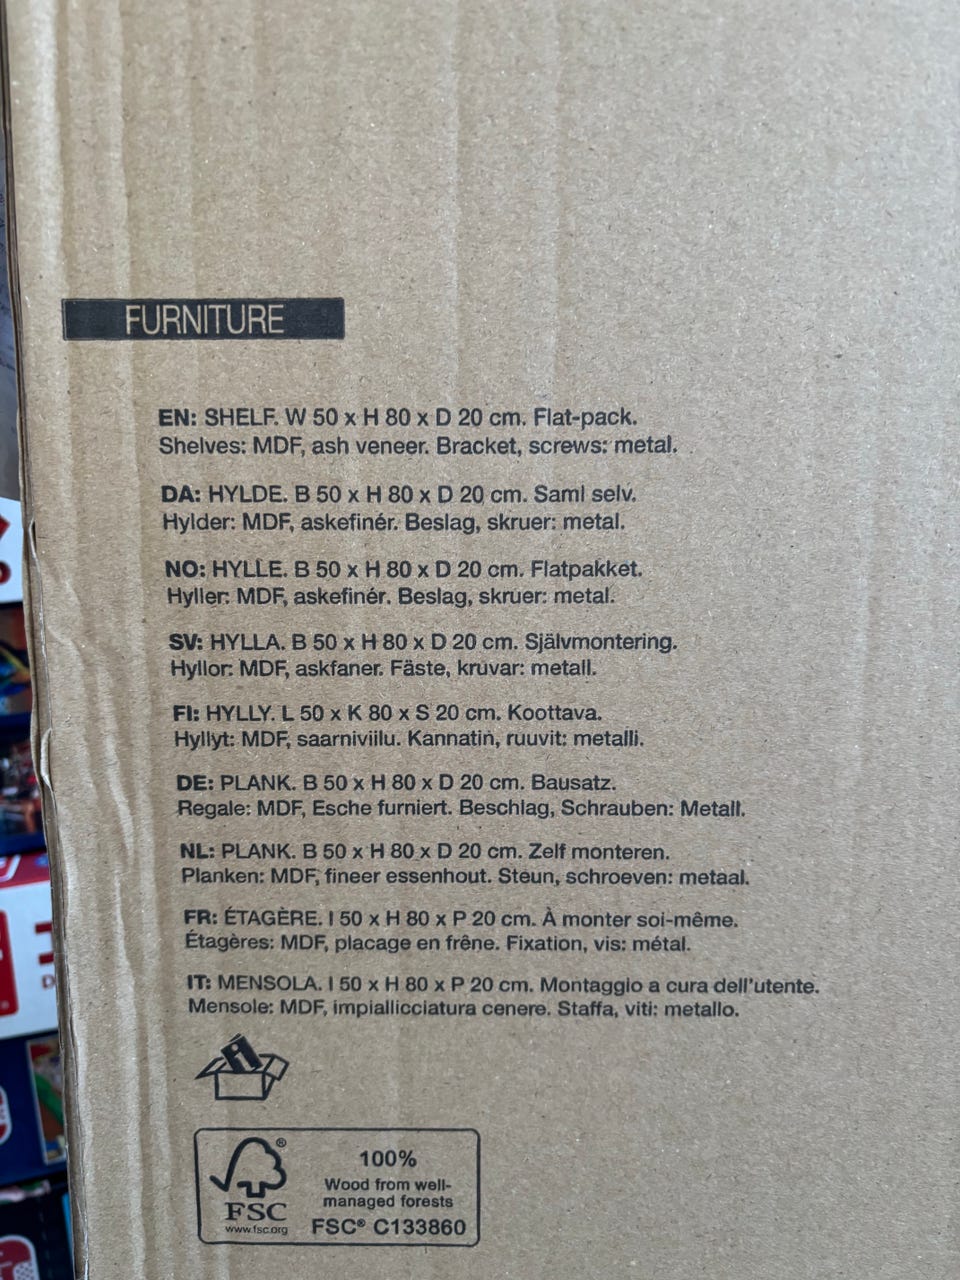 FURNITURE
EN: SHELF. W 50 x H 80 x D 20 cm. Flat-pack.
Shelves: MDF, ash veneer. Bracket, screws: metal.
DA: HYLDE. B 50 x H 80 x D 20 cm. Saml selv.
Hylder: MDF, askefinér. Beslag, skruer: metal.
NO: HYLLE. B 50 x H 80 x D 20 cm. Flatpakket.
Hyller: MDF, askefinér. Beslag, skruer: metal.
SV: HYLLA. B 50 x H 80 x D 20 cm. Självmontering.
Hyllor: MDF, askfaner. Fäste, kruvar: metall.
FI: HYLLY. L 50 x K 80 x S 20 cm. Koottava.
Hyllyt: MDF, saarniviilu. Kannatin, ruuvit: metalli.
DE: PLANK. B 50 x H 80 x D 20 cm. Bausatz.
Regale: MDF, Esche furniert. Beschlag, Schrauben: Metall.
NL: PLANK. B 50 x H 80 x D 20 cm. Zelf monteren.
Planken: MDF, fineer essenhout. Steun, schroeven: metaal.
FR: ÉTAGÈRE. l 50 x H 80 x P 20 cm. À monter soi-même.
Étagères: MDF, placage en frêne. Fixation, vis: métal.
IT: MENSOLA. l 50 x H 80 x P 20 cm. Montaggio a cura dell'utente.
Mensole: MDF, impiallicciatura cenere. Staffa, viti: metallo.
i
FSC
®
www.fsc.org
100%
Wood from well-
managed forests
FSC® C133860